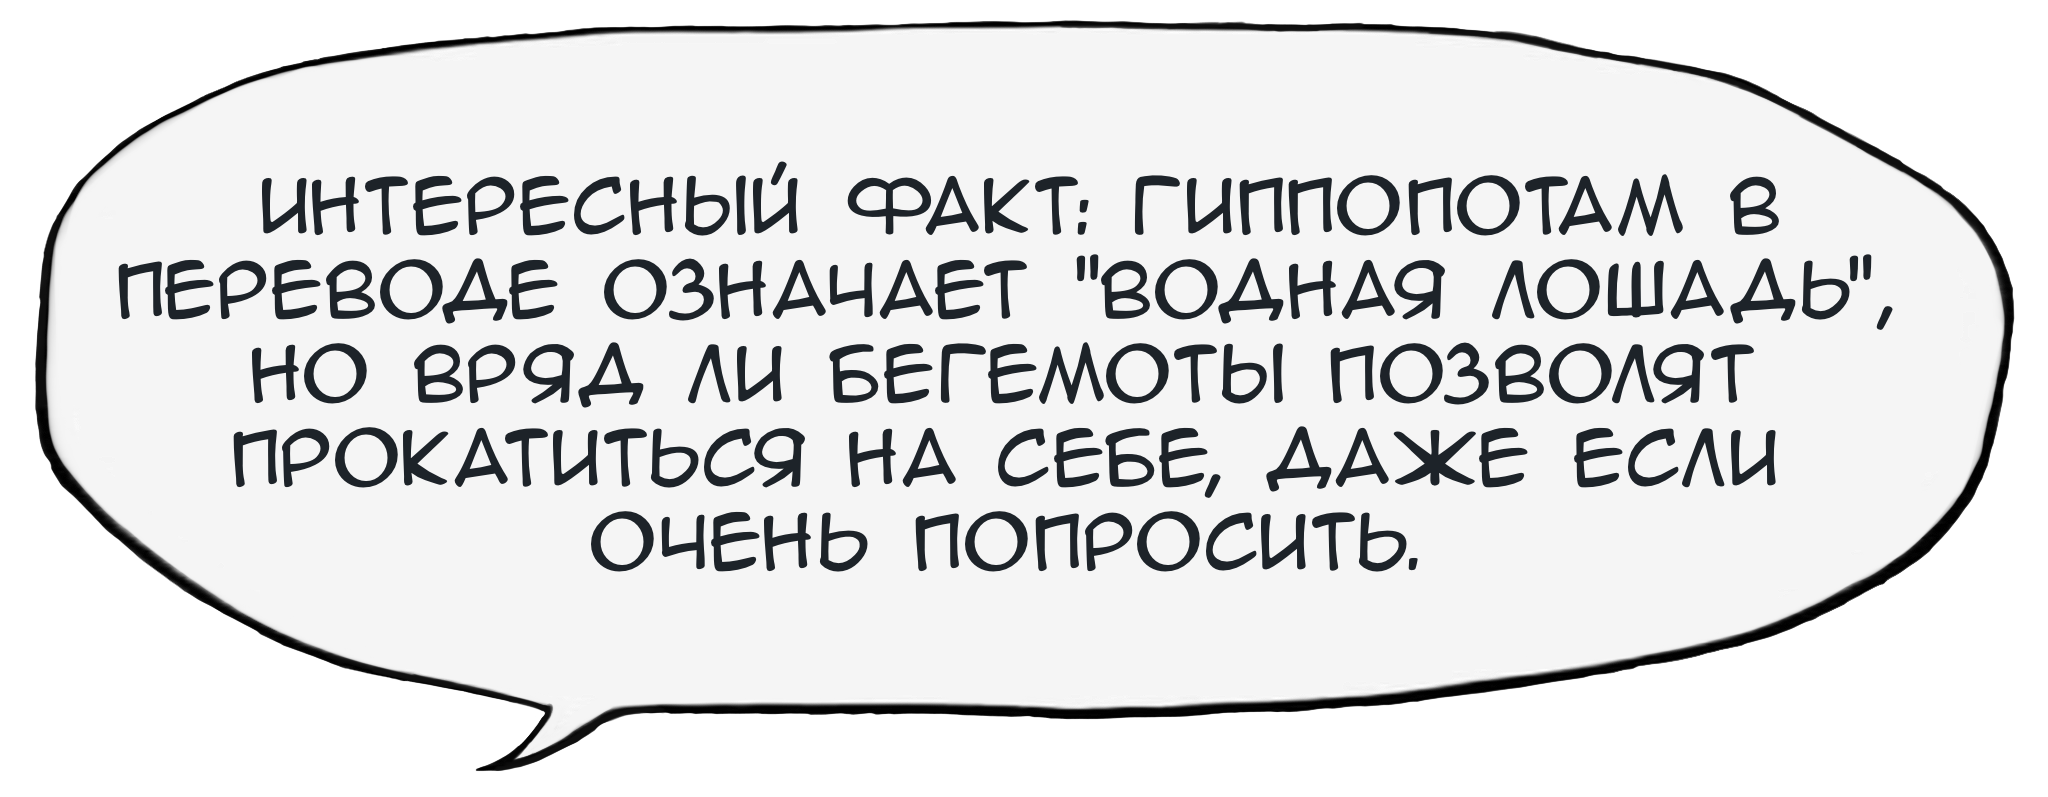 ИНТЕРЕСНЫЙ ФАКТ: ГИППОПОТАМ В
ПЕРЕВОДЕ ОЗНАЧАЕТ "ВОДНАЯ ЛОШАДЬ",
НО ВРЯД ЛИ БЕГЕМОТЫ ПОЗВОЛЯТ
ПРОКАТИТЬСЯ НА СЕБЕ, ДАЖЕ ЕСЛИ
ОЧЕНЬ ПОПРОСИТЬ.